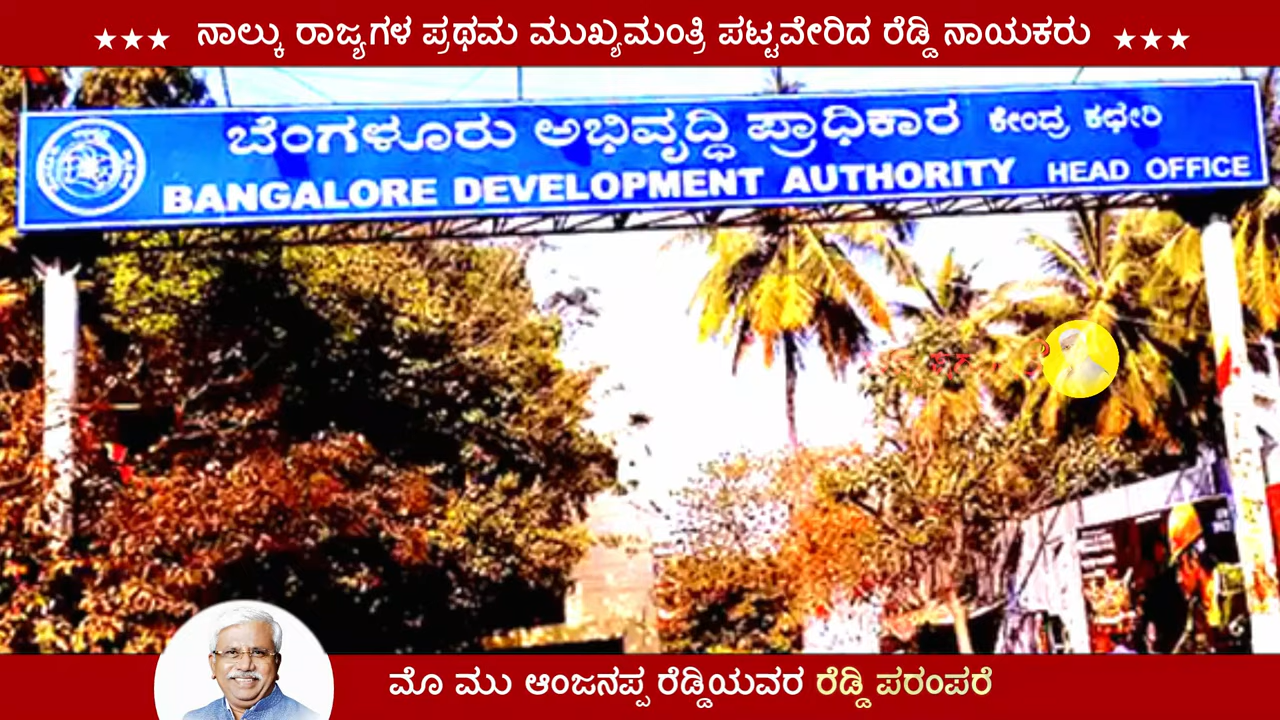 ★★★ ನಾಲ್ಕು ರಾಜ್ಯಗಳ ಪ್ರಥಮ ಮುಖ್ಯಮಂತ್ರಿ ಪಟ್ಟವೇರಿದ ರೆಡ್ಡಿ ನಾಯಕರು ★★★
ಬೆಂಗಳೂರು ಅಭಿವೃದ್ಧಿ ಪ್ರಾಧಿಕಾರ ಕೇಂದ್ರ ಕಛೇರಿ
BANGALORE DEVELOPMENT AUTHORITY HEAD OFFICE
ಮೊ ಮು ಆಂಜನಪ್ಪ ರೆಡ್ಡಿಯವರ ರೆಡ್ಡಿ ಪರಂಪರೆ